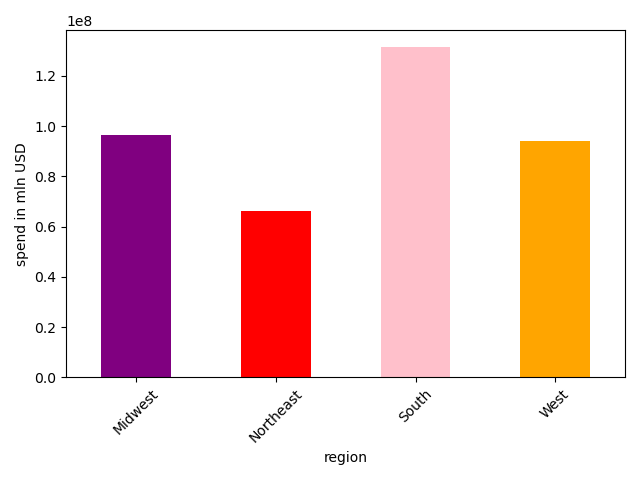 1e8
1.2
1.0
0.8
0.6
0.4
0.2
0.0
spend in mln USD
Midwest
Northeast
South
West
region